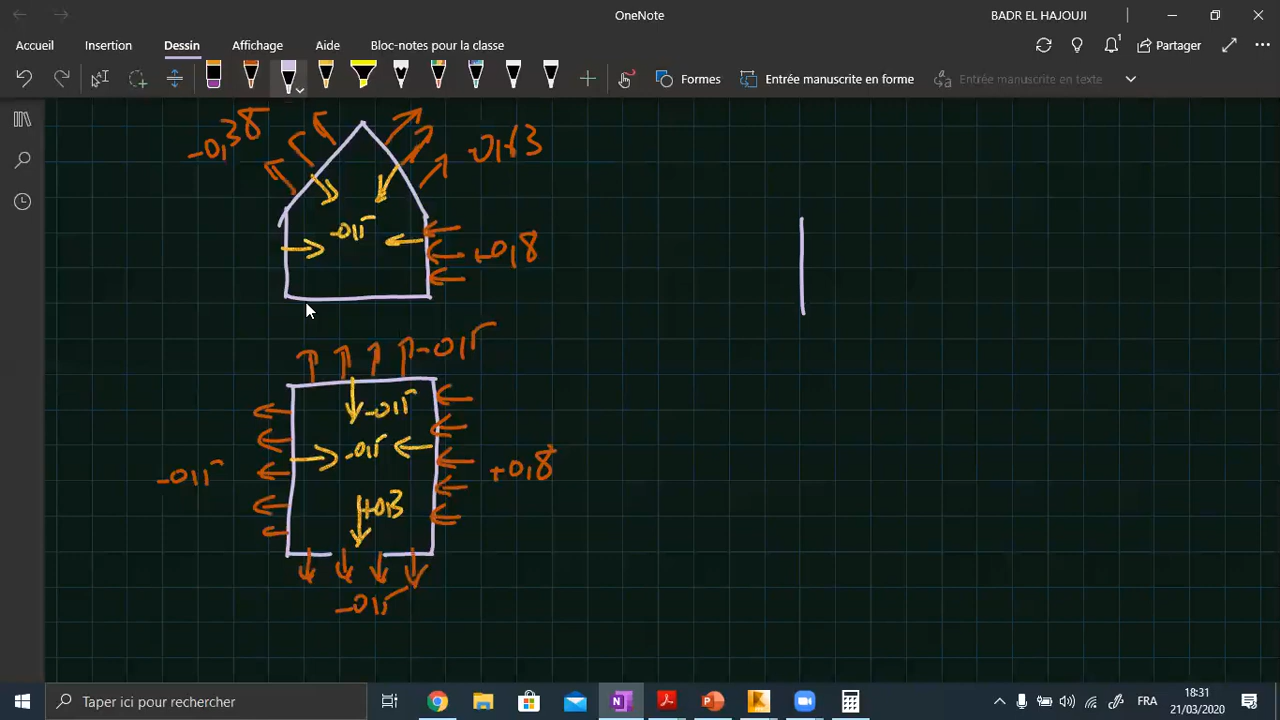 OneNote
BADR EL HAJOUJI
Accueil
Insertion
Dessin
Affichage
Aide
Bloc-notes pour la classe
Partager
Formes
Entrée manuscrite en forme
Entrée manuscrite en texte
-0,38
-0,63
-0,5
+0,8
-0,5
-0,5
-0,5
-0,5
+0,8
+0,3
-0,5
Taper ici pour rechercher
FRA
18:31
21/03/2020